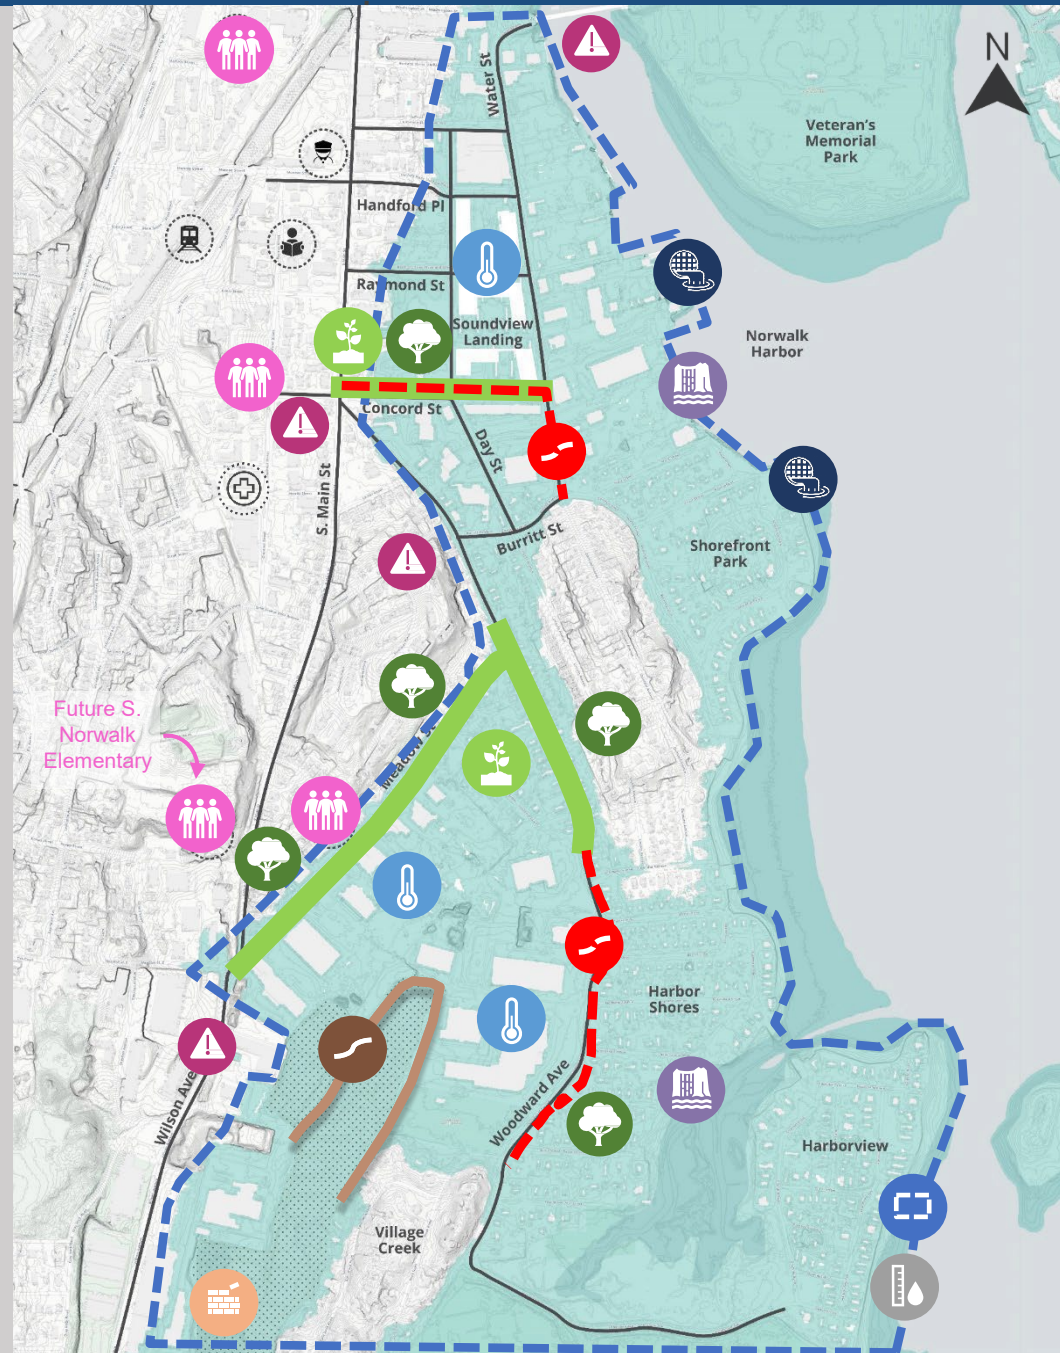 N
Water St
Veteran's
Memorial
Park
Handford Pl
Raymond St
Soundview
Landing
Norwalk
Harbor
Concord St
Day St
S. Main St
Burritt St
Shorefront
Park
Future S.
Norwalk
Elementary
Meadow St
Harbor
Shores
Woodward Ave
Wilson Ave
Harborview
Village
Creek